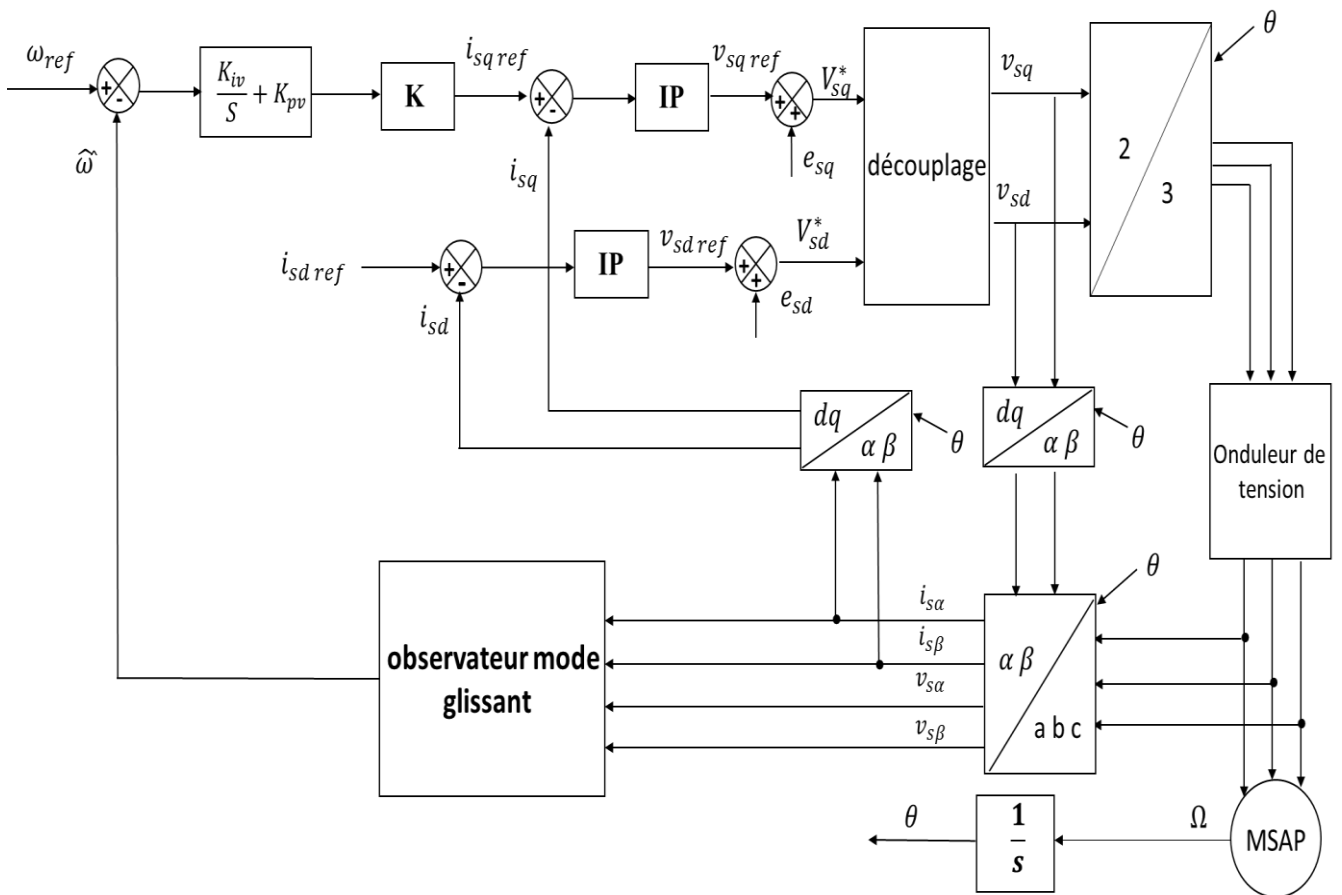 ω_ref
+
-
K_iv/S + K_pv
K
i_sq ref
+
-
IP
v_sq ref
+
+
V*_sq
e_sq
découplage
v_sq
v_sd
2
3
θ
ω̂
i_sq
i_sd ref
+
-
i_sd
IP
v_sd ref
+
+
V*_sd
e_sd
dq
α β
θ
dq
α β
θ
Onduleur de
tension
observateur mode
glissant
i_sα
i_sβ
v_sα
v_sβ
α β
a b c
θ
θ
1/s
Ω
MSAP